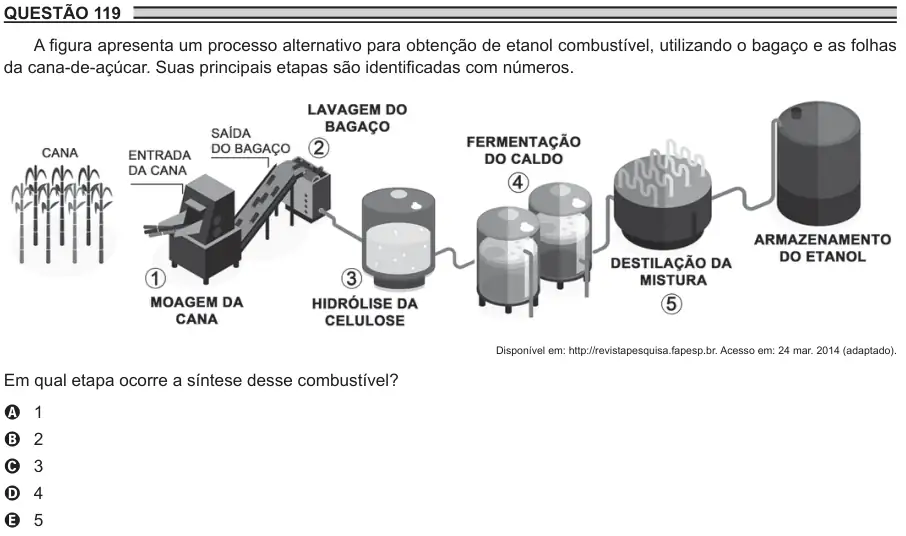 QUESTÃO 119
A figura apresenta um processo alternativo para obtenção de etanol combustível, utilizando o bagaço e as folhas
da cana-de-açúcar. Suas principais etapas são identificadas com números.
CANA
ENTRADA
DA CANA
SAÍDA
DO BAGAÇO
LAVAGEM DO
BAGAÇO
2
1
MOAGEM DA
CANA
3
HIDRÓLISE DA
CELULOSE
FERMENTAÇÃO
DO CALDO
4
DESTILAÇÃO DA
MISTURA
5
ARMAZENAMENTO
DO ETANOL
Disponível em: http://revistapesquisa.fapesp.br. Acesso em: 24 mar. 2014 (adaptado).
Em qual etapa ocorre a síntese desse combustível?
A 1
B 2
C 3
D 4
E 5